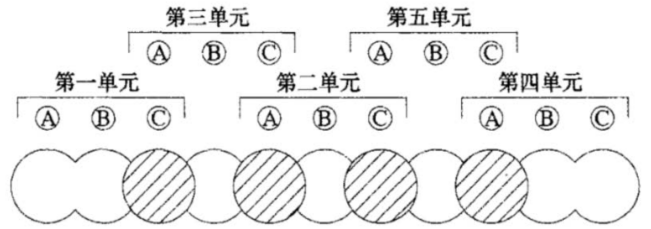 第三单元 第五单元
Ⓐ Ⓑ Ⓒ Ⓐ Ⓑ Ⓒ
第一单元 第二单元 第四单元
Ⓐ Ⓑ Ⓒ Ⓐ Ⓑ Ⓒ Ⓐ Ⓑ Ⓒ